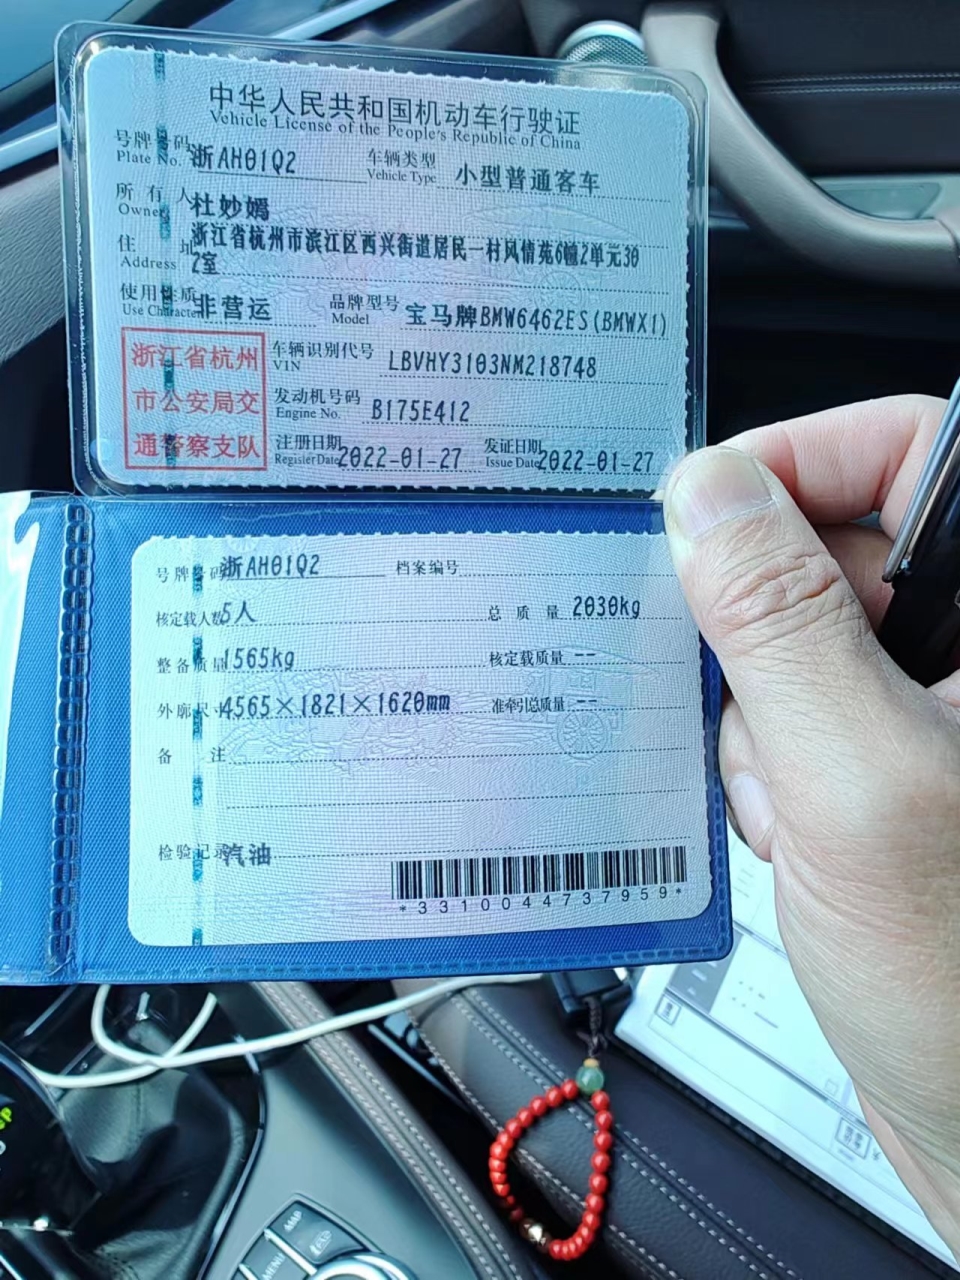 中华人民共和国机动车行驶证
Vehicle License of the People's Republic of China
号牌号码 浙AH01Q2 车辆类型 小型普通客车
Plate No. Vehicle Type
所有人 杜妙嫣
Owner
住址 浙江省杭州市滨江区西兴街道居民一村风情苑6幢2单元30
Address 2室
使用性质 非营运 品牌型号 宝马牌BMW6462ES(BMWX1)
Use Character Model
浙江省杭州
市公安局交
通警察支队
车辆识别代号 LBVHY3103NM218748
VIN
发动机号码 B175E412
Engine No.
注册日期 2022-01-27 发证日期 2022-01-27
Register Date Issue Date
号牌号码 浙AH01Q2 档案编号
核定载人数 5人 总质量 2030kg
整备质量 1565kg 核定载质量 --
外廓尺寸 4565×1821×1620mm 准牵引总质量 --
备注
检验记录 汽油
*3310044737959*
MAP
MENU